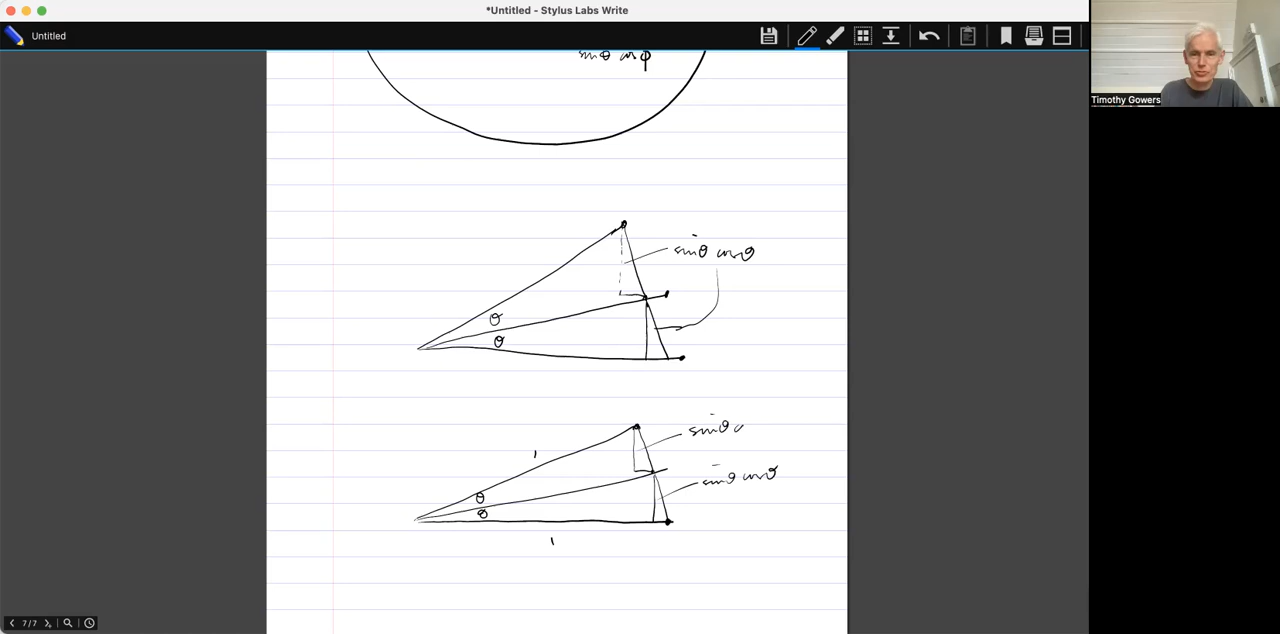 *Untitled - Stylus Labs Write
Untitled
Timothy Gowers
sinθ cosφ
sinθ cosθ
θ
θ
sinθ c
1
sinθ cosθ
θ
θ
1
7/7